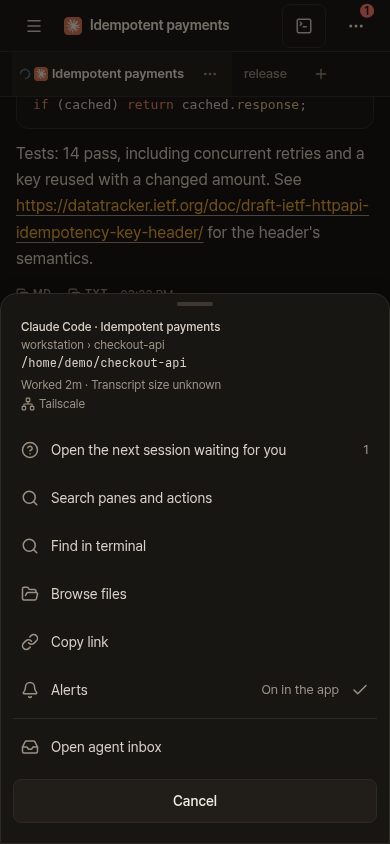 Idempotent payments
1
Idempotent payments
release
if (cached) return cached.response;
Tests: 14 pass, including concurrent retries and a
key reused with a changed amount. See
https://datatracker.ietf.org/doc/draft-ietf-httpapi-
idempotency-key-header/ for the header's
semantics.
Claude Code · Idempotent payments
workstation › checkout-api
/home/demo/checkout-api
Worked 2m · Transcript size unknown
Tailscale
Open the next session waiting for you 1
Search panes and actions
Find in terminal
Browse files
Copy link
Alerts On in the app
Open agent inbox
Cancel